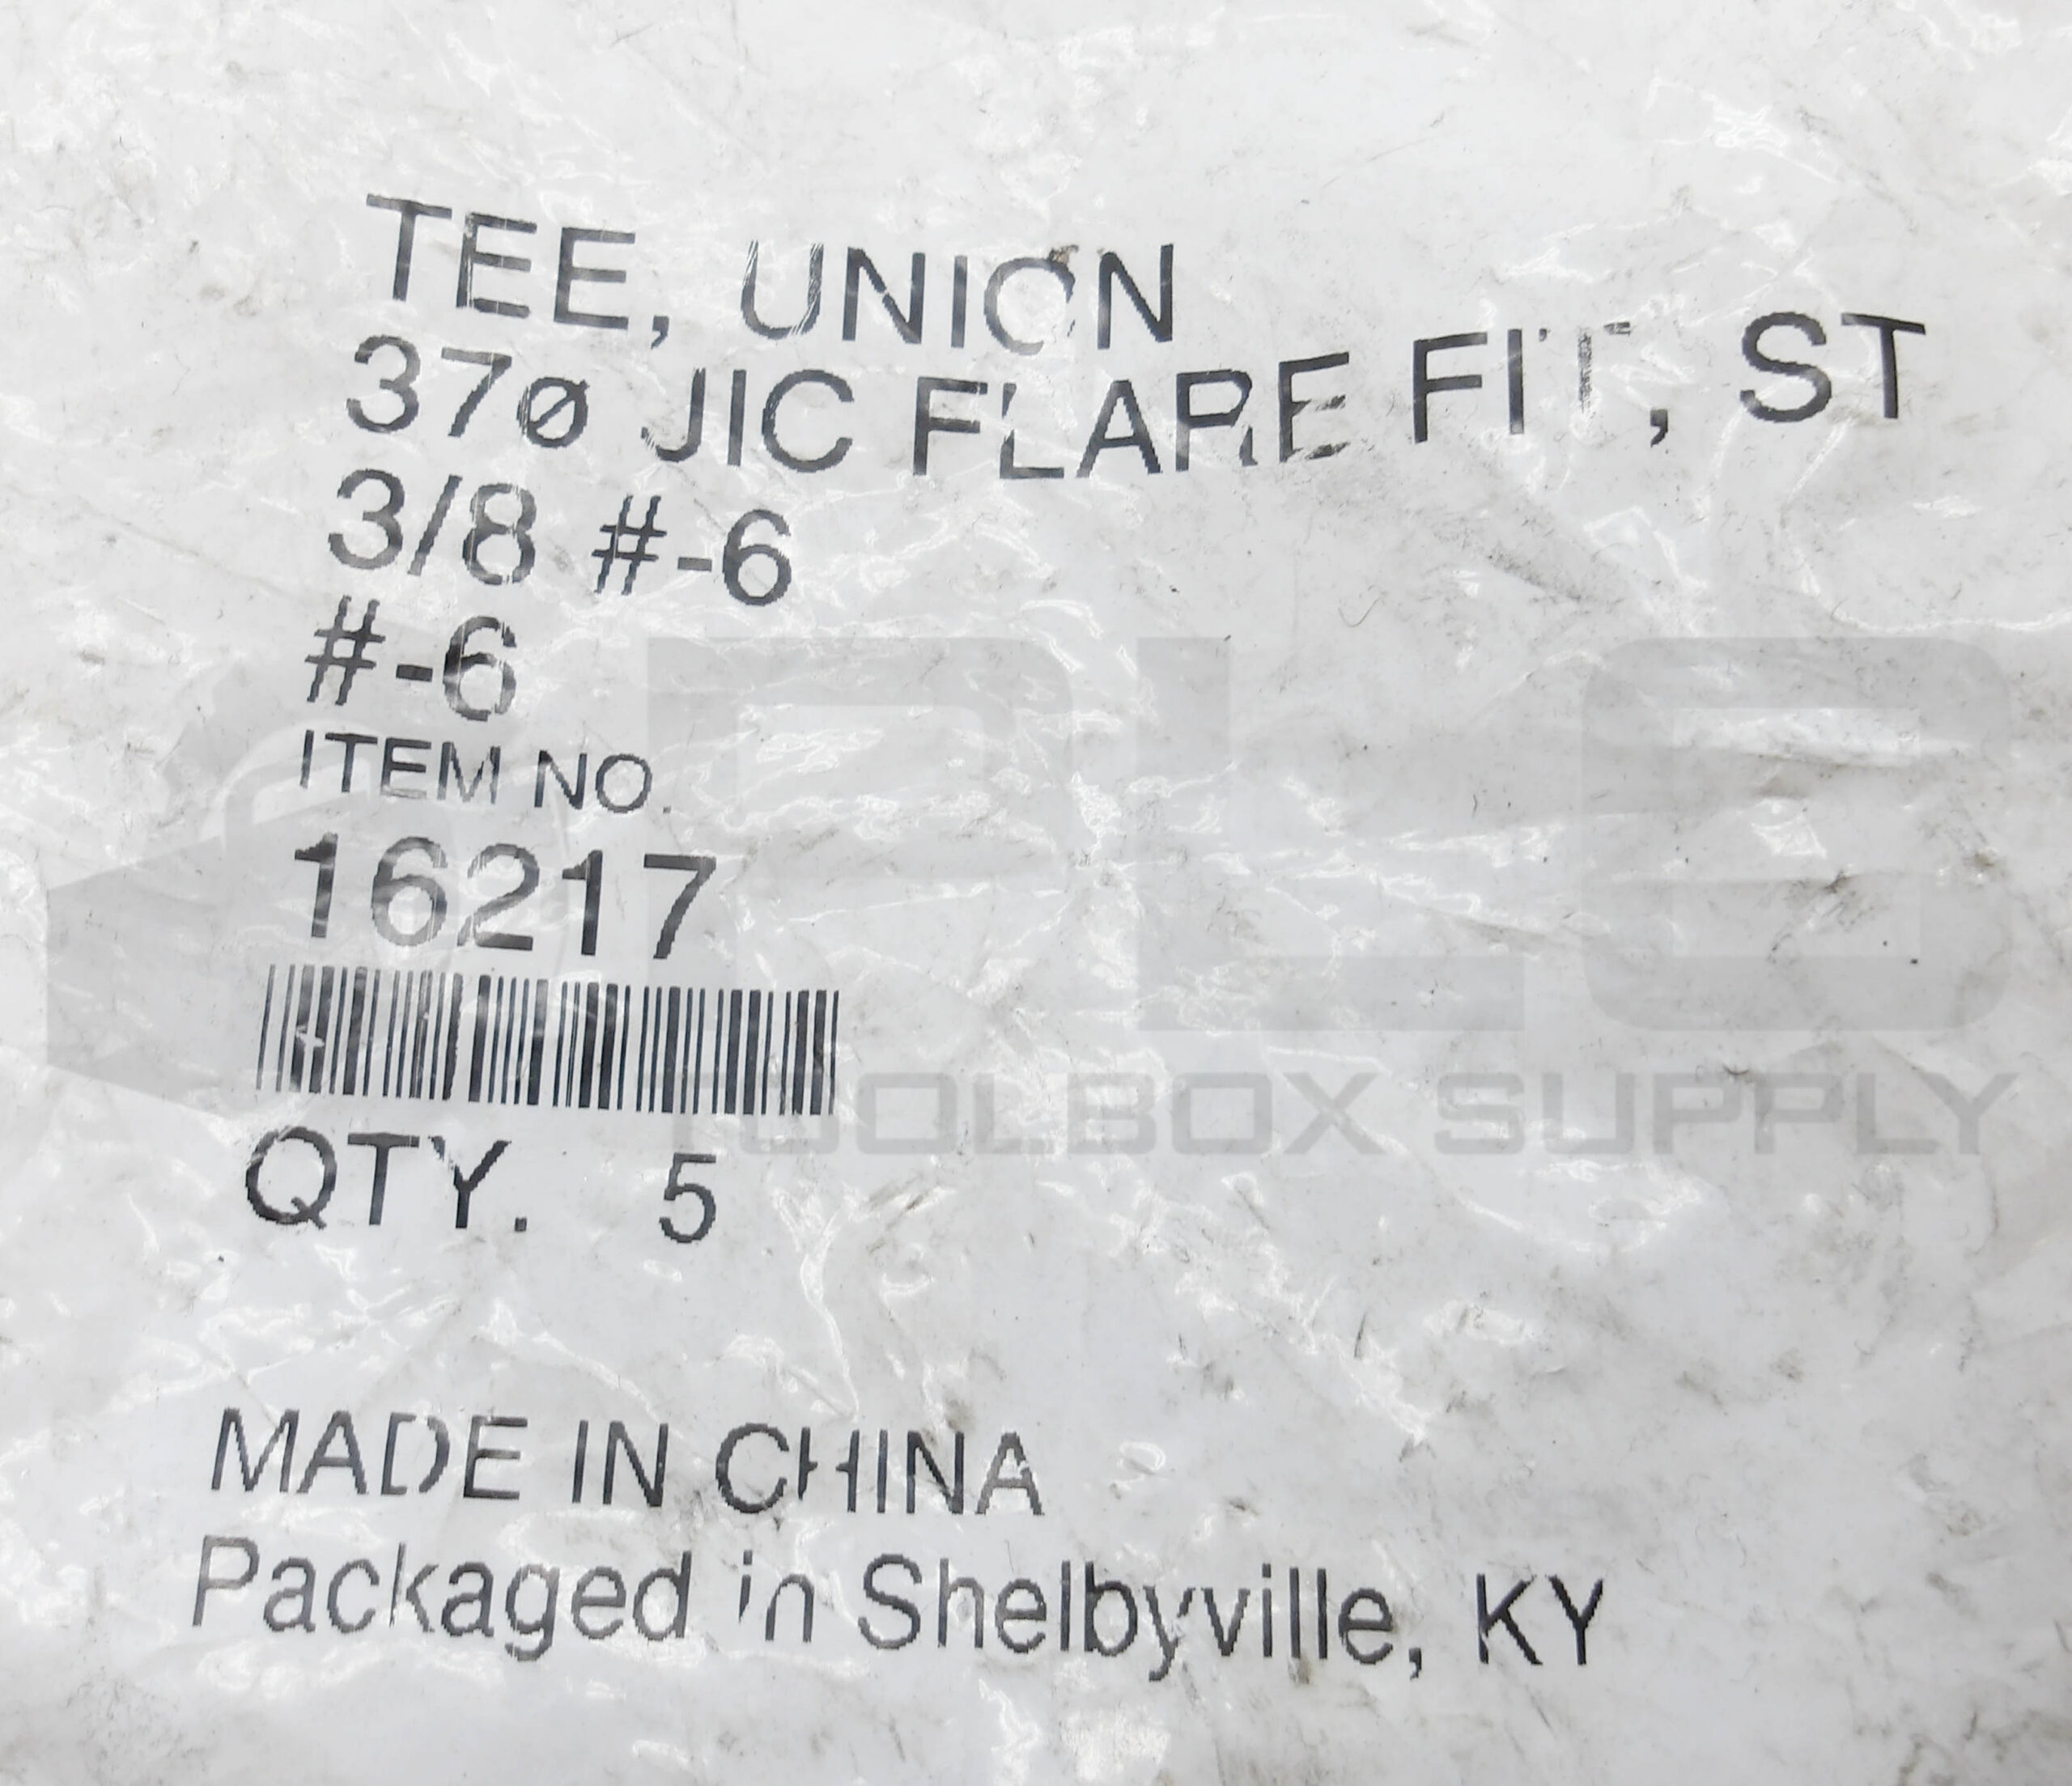 TEE, UNION
37ø JIC FLARE FIT, ST
3/8 #-6
#-6
ITEM NO.
16217
QTY. 5
MADE IN CHINA
Packaged in Shelbyville, KY
TOOLBOX SUPPLY